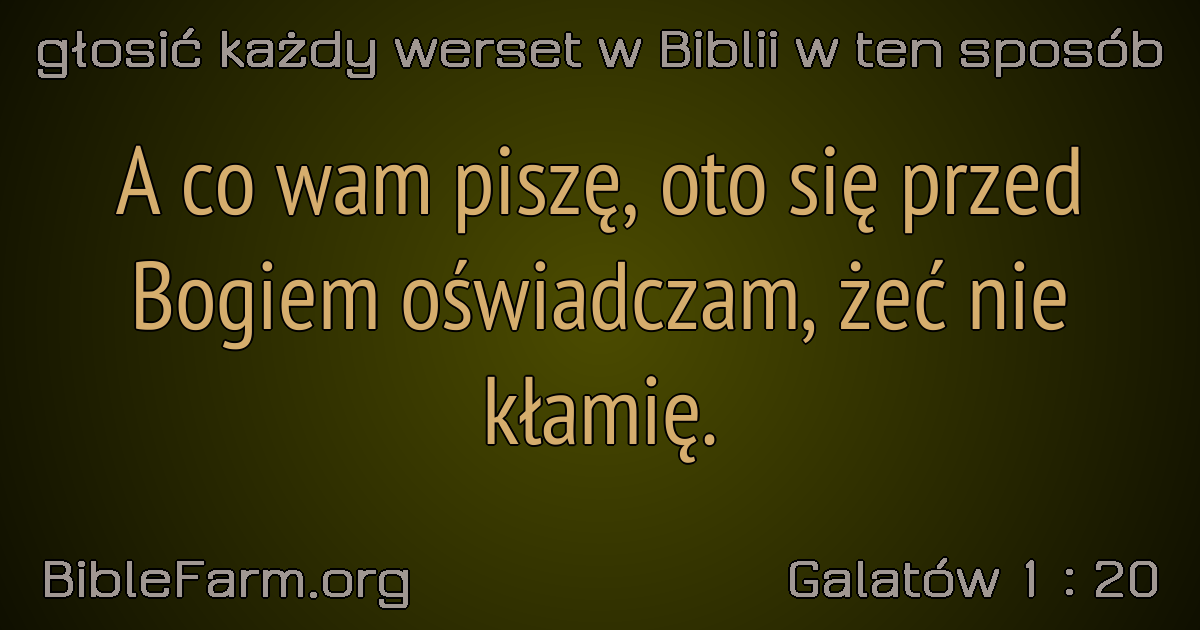 głosić każdy werset w Biblii w ten sposób
A co wam piszę, oto się przed
Bogiem oświadczam, żeć nie
kłamię.
BibleFarm.org
Galatów 1 : 20